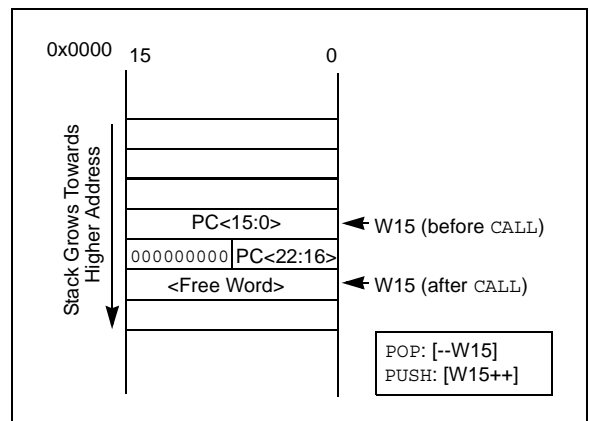 0x0000 15 0
Stack Grows Towards
Higher Address
PC<15:0>
W15 (before CALL)
000000000 PC<22:16>
<Free Word>
W15 (after CALL)
POP: [--W15]
PUSH: [W15++]